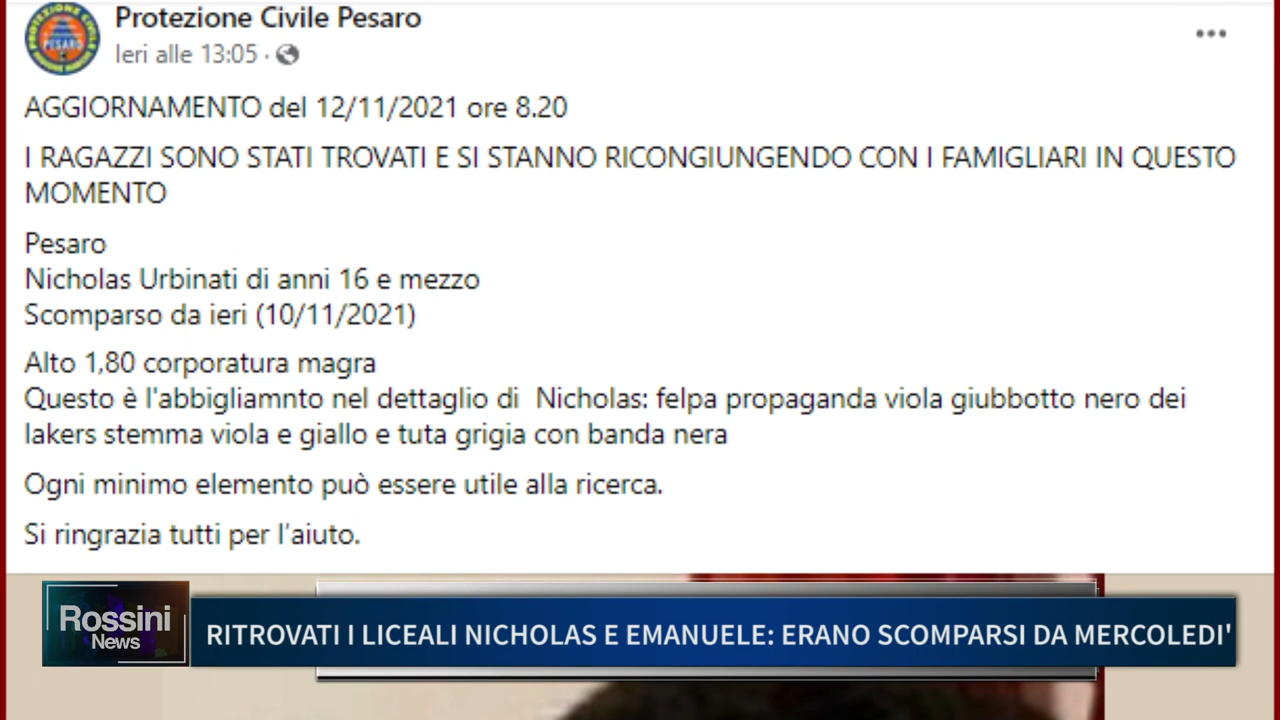 Protezione Civile Pesaro
Ieri alle 13:05 ·
AGGIORNAMENTO del 12/11/2021 ore 8.20
I RAGAZZI SONO STATI TROVATI E SI STANNO RICONGIUNGENDO CON I FAMIGLIARI IN QUESTO
MOMENTO
Pesaro
Nicholas Urbinati di anni 16 e mezzo
Scomparso da ieri (10/11/2021)
Alto 1,80 corporatura magra
Questo è l'abbigliamnto nel dettaglio di  Nicholas: felpa propaganda viola giubbotto nero dei
lakers stemma viola e giallo e tuta grigia con banda nera
Ogni minimo elemento può essere utile alla ricerca.
Si ringrazia tutti per l'aiuto.
Rossini
News
RITROVATI I LICEALI NICHOLAS E EMANUELE: ERANO SCOMPARSI DA MERCOLEDI'
PROTEZIONE CIVILE
PESARO